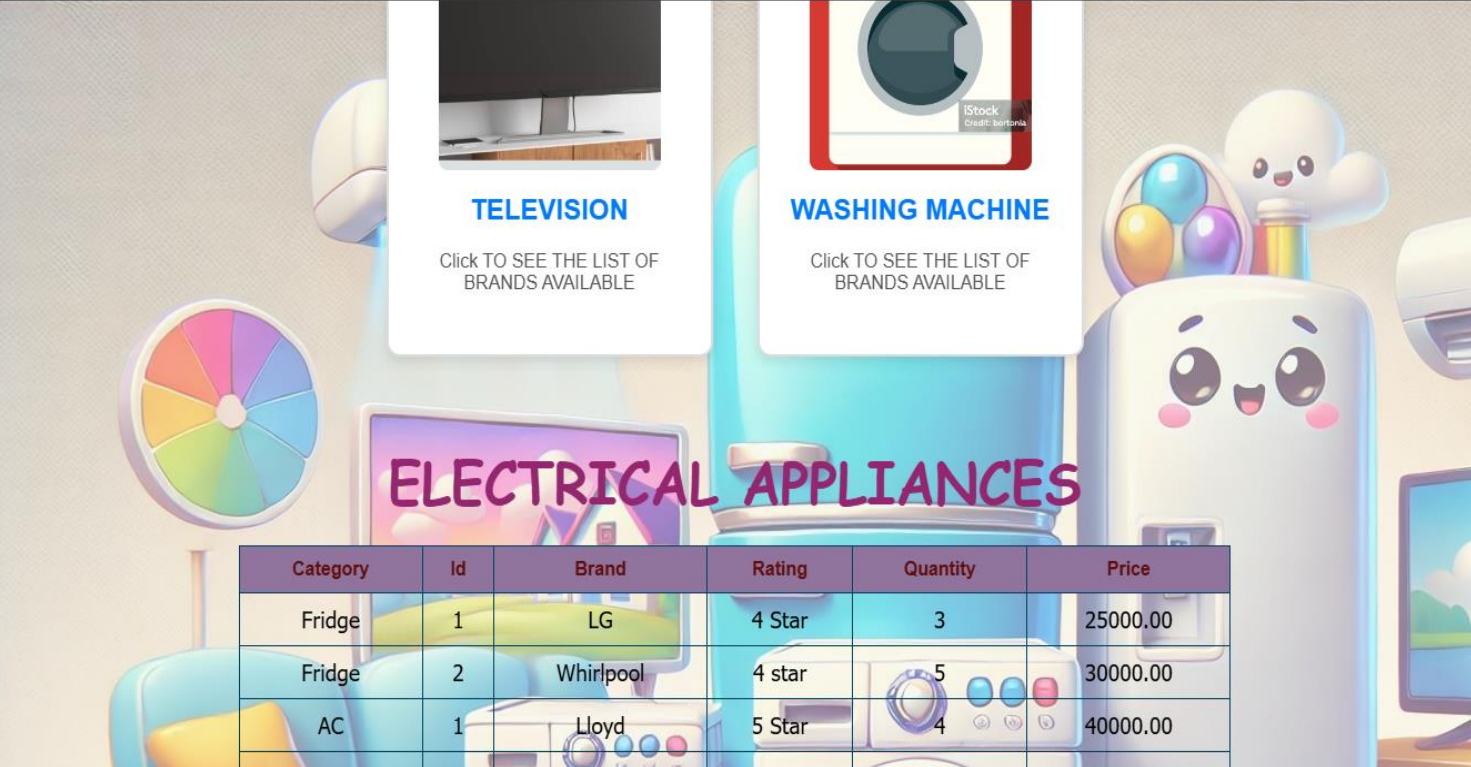 iStock
Credit: bortonia
TELEVISION
Click TO SEE THE LIST OF
BRANDS AVAILABLE
WASHING MACHINE
Click TO SEE THE LIST OF
BRANDS AVAILABLE
ELECTRICAL APPLIANCES
Category Id Brand Rating Quantity Price
Fridge 1 LG 4 Star 3 25000.00
Fridge 2 Whirlpool 4 star 5 30000.00
AC 1 Lloyd 5 Star 4 40000.00